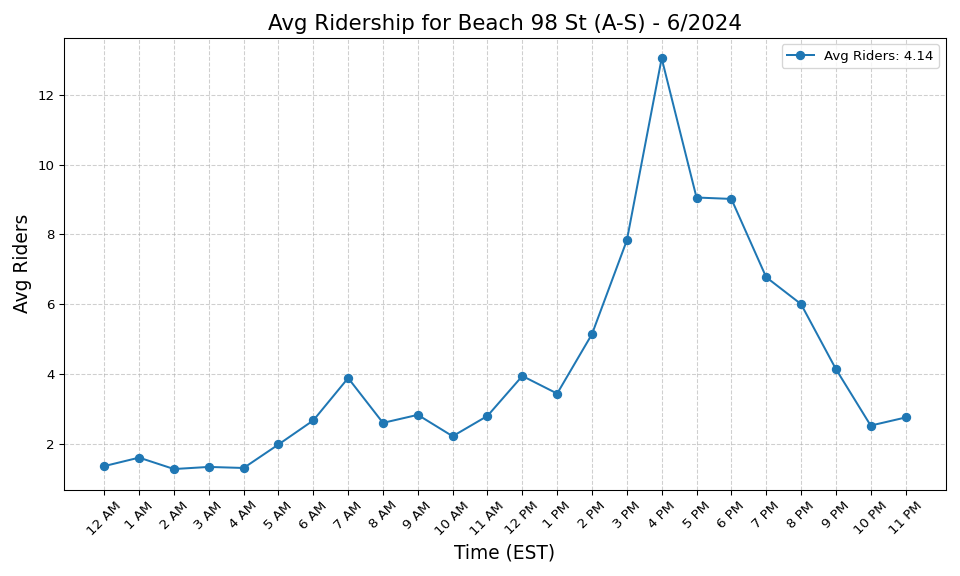 Avg Ridership for Beach 98 St (A-S) - 6/2024
Avg Riders: 4.14
Avg Riders
12
10
8
6
4
2
12 AM
1 AM
2 AM
3 AM
4 AM
5 AM
6 AM
7 AM
8 AM
9 AM
10 AM
11 AM
12 PM
1 PM
2 PM
3 PM
4 PM
5 PM
6 PM
7 PM
8 PM
9 PM
10 PM
11 PM
Time (EST)